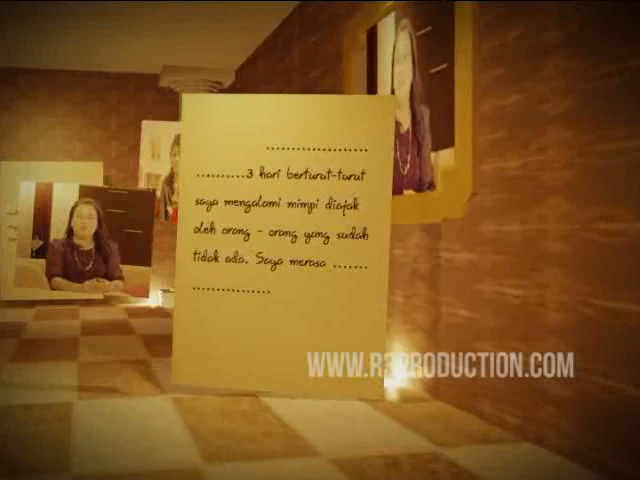 ....................
..........3 hari berturut-turut
saya mengalami mimpi diajak
oleh orang - orang yang sudah
tidak ada. Saya merasa .......
................
WWW.R3PRODUCTION.COM